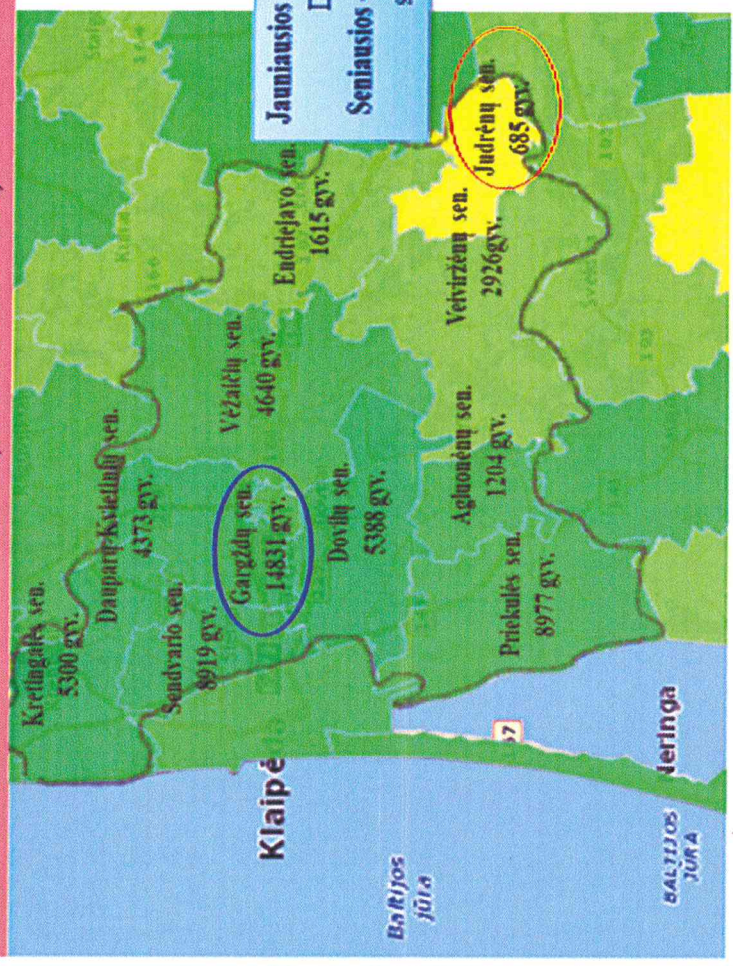 Kretingalės sen.
5300 gyv.
Dauparų-Kvietinių sen.
4373 gyv.
Sendvario sen.
8919 gyv.
Gargždų sen.
14831 gyv.
Vėžaičių sen.
4640 gyv.
Endriejavo sen.
1615 gyv.
Jauniausios
Seniausios
Dovilų sen.
5388 gyv.
Judrėnų sen.
685 gyv.
Veiviržėnų sen.
2926gyv.
Agluonėnų sen.
1204 gyv.
Priekulės sen.
8977 gyv.
Klaipė
Baltijos
jūra
Neringa
BALTIJOS
JŪRA